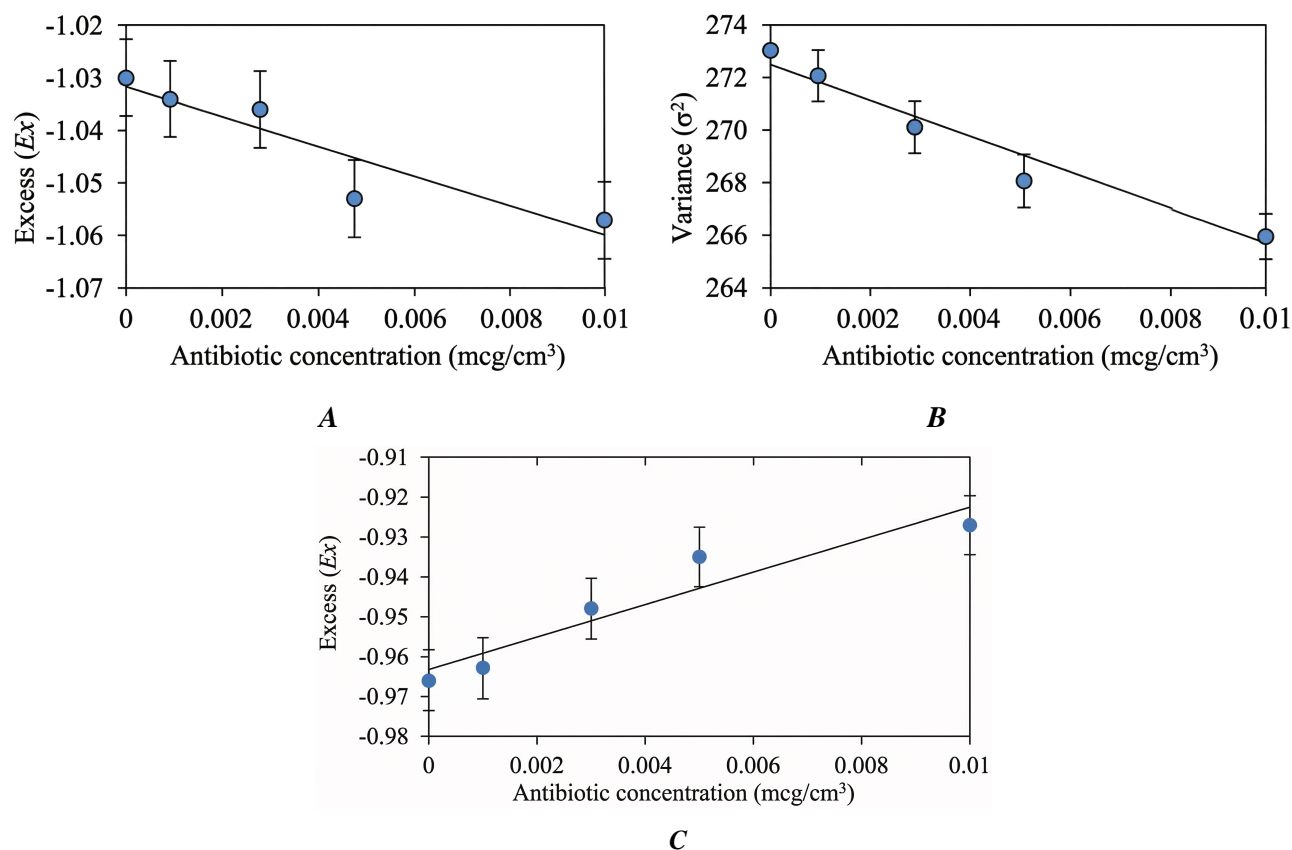 -1.02
-1.03
-1.04
-1.05
-1.06
-1.07
Excess (Ex)
0 0.002 0.004 0.006 0.008 0.01
Antibiotic concentration (mcg/cm³)
A
274
272
270
268
266
264
Variance (σ²)
0 0.002 0.004 0.006 0.008 0.01
Antibiotic concentration (mcg/cm³)
B
-0.91
-0.92
-0.93
-0.94
-0.95
-0.96
-0.97
-0.98
Excess (Ex)
0 0.002 0.004 0.006 0.008 0.01
Antibiotic concentration (mcg/cm³)
C